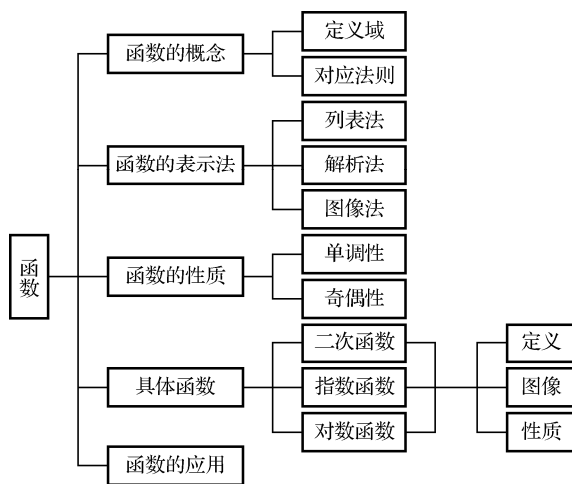 函数
函数的概念
定义域
对应法则
函数的表示法
列表法
解析法
图像法
函数的性质
单调性
奇偶性
具体函数
二次函数
指数函数
对数函数
定义
图像
性质
函数的应用